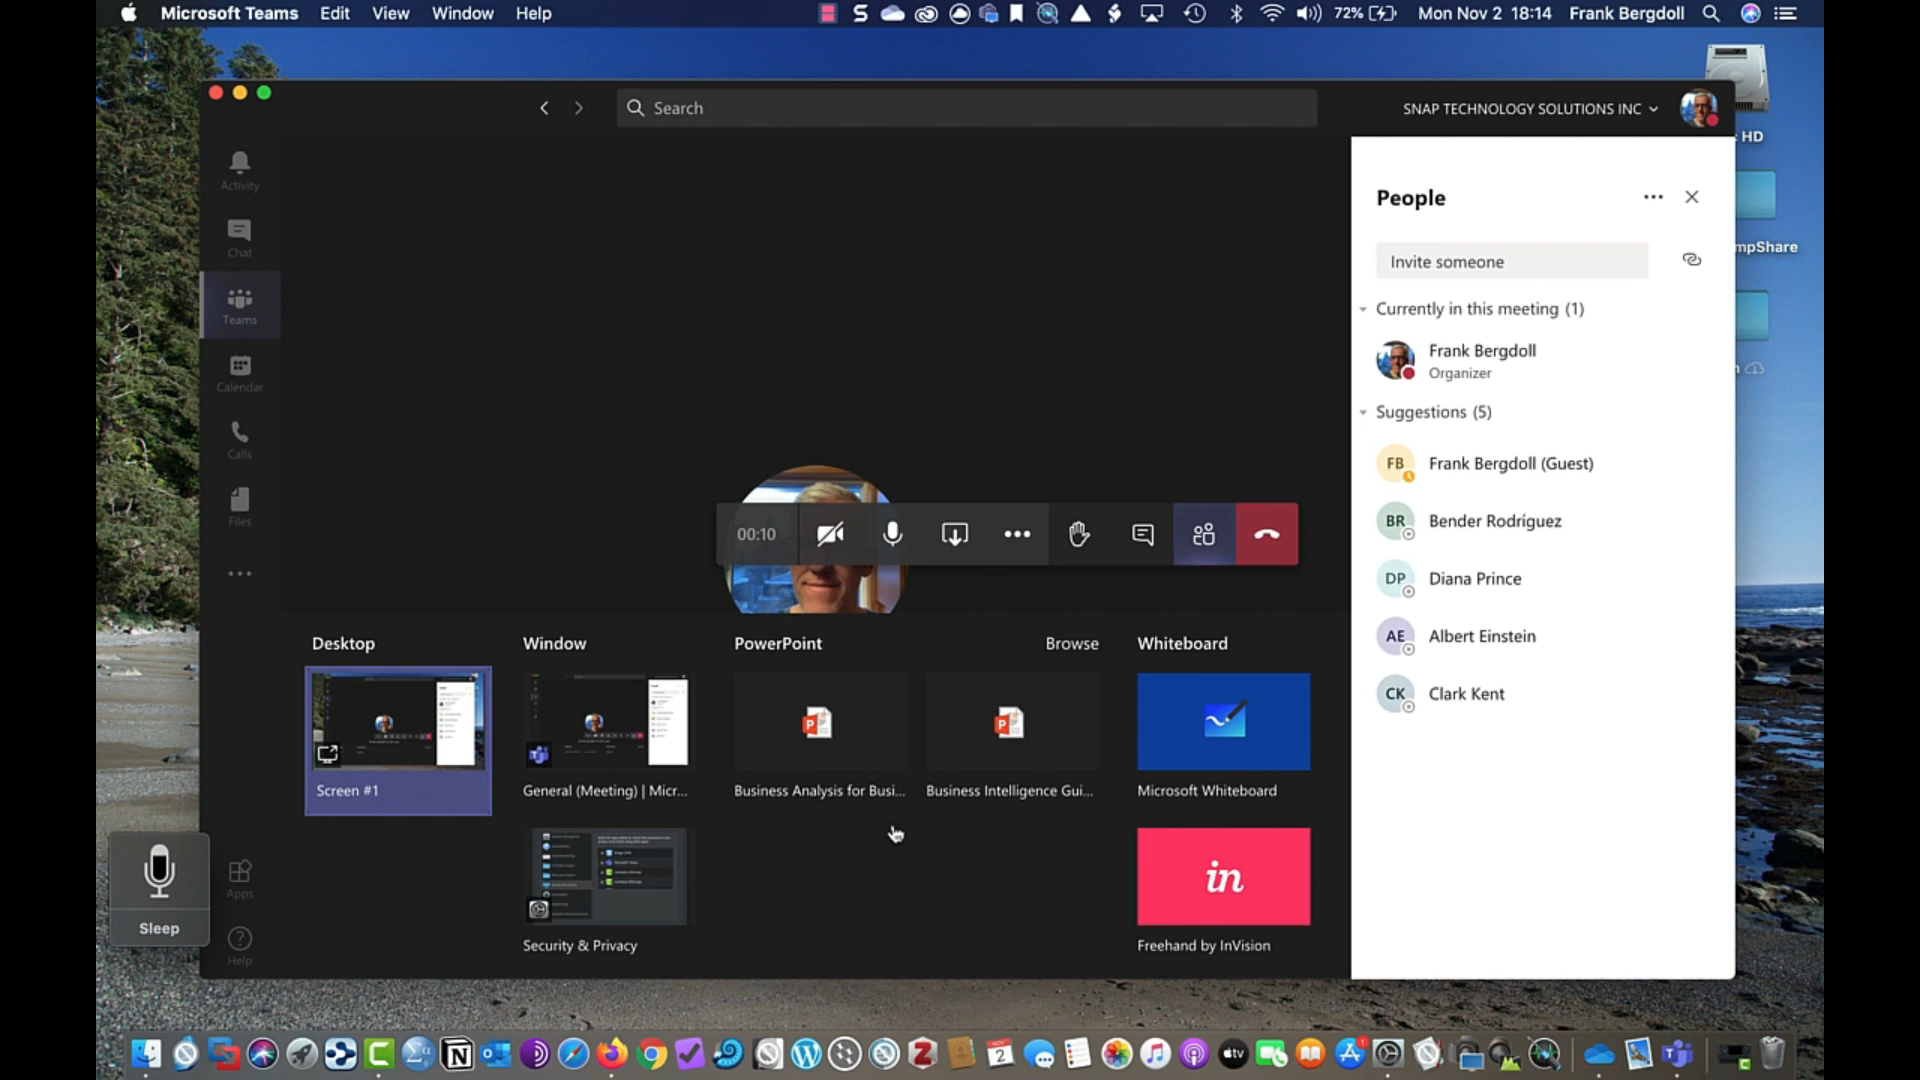 Microsoft Teams Edit View Window Help
72% Mon Nov 2 18:14 Frank Bergdoll
Search
SNAP TECHNOLOGY SOLUTIONS INC
HD
mpShare
Activity
Chat
Teams
Calendar
Calls
Files
Apps
Help
Sleep
00:10
People
Invite someone
Currently in this meeting (1)
Frank Bergdoll
Organizer
Suggestions (5)
FB Frank Bergdoll (Guest)
BR Bender Rodríguez
DP Diana Prince
AE Albert Einstein
CK Clark Kent
Desktop
Window
PowerPoint
Browse
Whiteboard
Screen #1
General (Meeting) | Micr...
Business Analysis for Busi...
Business Intelligence Gui...
Microsoft Whiteboard
in
Security & Privacy
Freehand by InVision